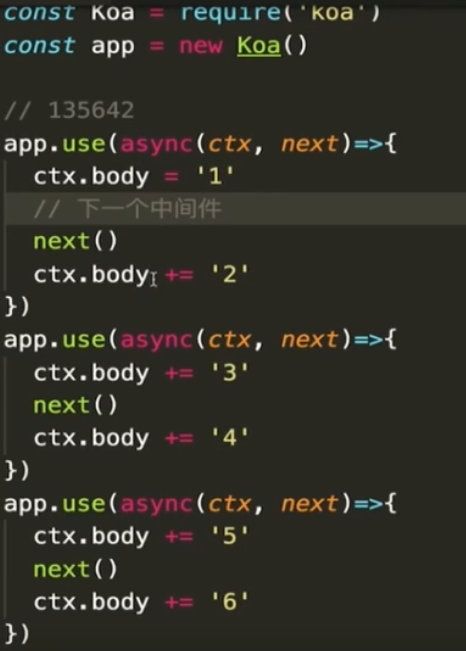 const Koa = require('koa')
const app = new Koa()
// 135642
app.use(async(ctx, next)=>{
ctx.body = '1'
// 下一个中间件
next()
ctx.body += '2'
})
app.use(async(ctx, next)=>{
ctx.body += '3'
next()
ctx.body += '4'
})
app.use(async(ctx, next)=>{
ctx.body += '5'
next()
ctx.body += '6'
})